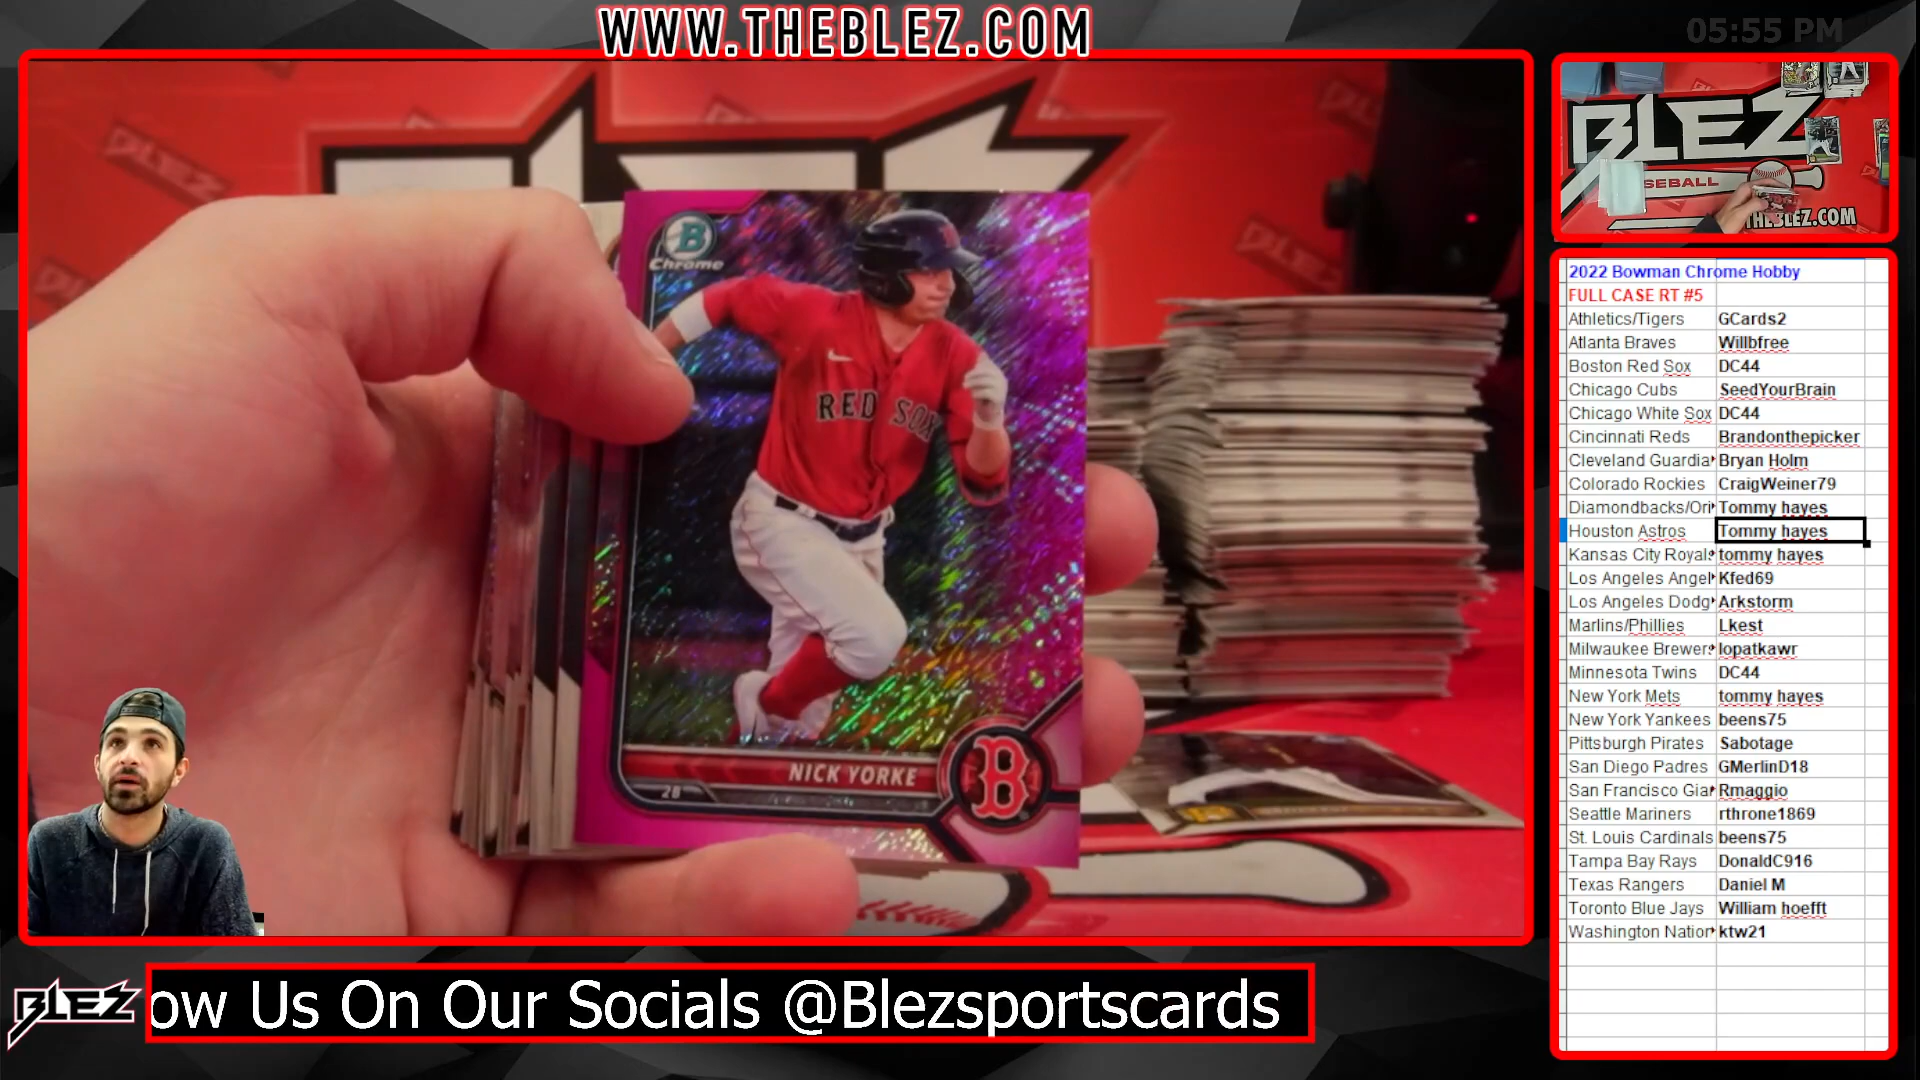 WWW.THEBLEZ.COM
05:55 PM
BLEZ
B
Chrome
RED SOX
NICK YORKE
2B
B
BLEZ
BASEBALL
THEBLEZ.COM
2022 Bowman Chrome Hobby
FULL CASE RT #5
Athletics/Tigers GCards2
Atlanta Braves Willbfree
Boston Red Sox DC44
Chicago Cubs SeedYourBrain
Chicago White Sox DC44
Cincinnati Reds Brandonthepicker
Cleveland Guardia Bryan Holm
Colorado Rockies CraigWeiner79
Diamondbacks/Ori Tommy hayes
Houston Astros Tommy hayes
Kansas City Royals tommy hayes
Los Angeles Angel Kfed69
Los Angeles Dodg Arkstorm
Marlins/Phillies Lkest
Milwaukee Brewers lopatkawr
Minnesota Twins DC44
New York Mets tommy hayes
New York Yankees beens75
Pittsburgh Pirates Sabotage
San Diego Padres GMerlinD18
San Francisco Giar Rmaggio
Seattle Mariners rthrone1869
St. Louis Cardinals beens75
Tampa Bay Rays DonaldC916
Texas Rangers Daniel M
Toronto Blue Jays William hoefft
Washington Nation ktw21
BLEZ
ow Us On Our Socials @Blezsportscards